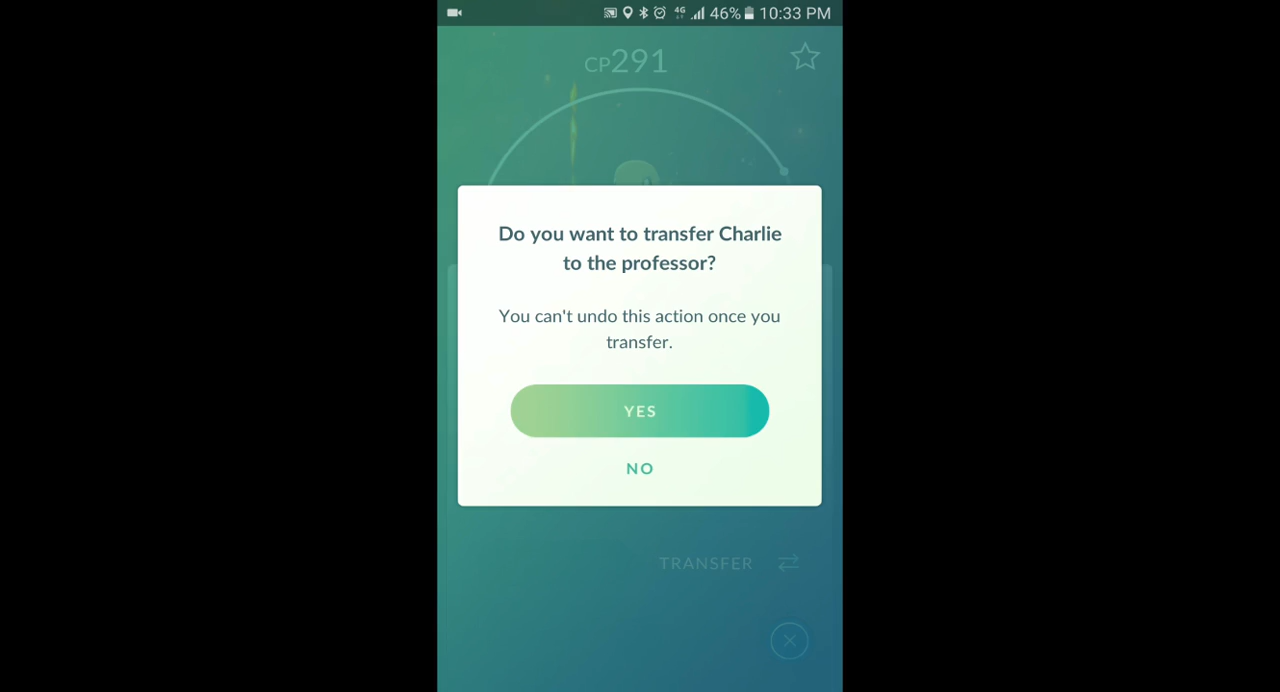 4G 46% 10:33 PM
CP291
Do you want to transfer Charlie
to the professor?
You can't undo this action once you
transfer.
YES
NO
TRANSFER